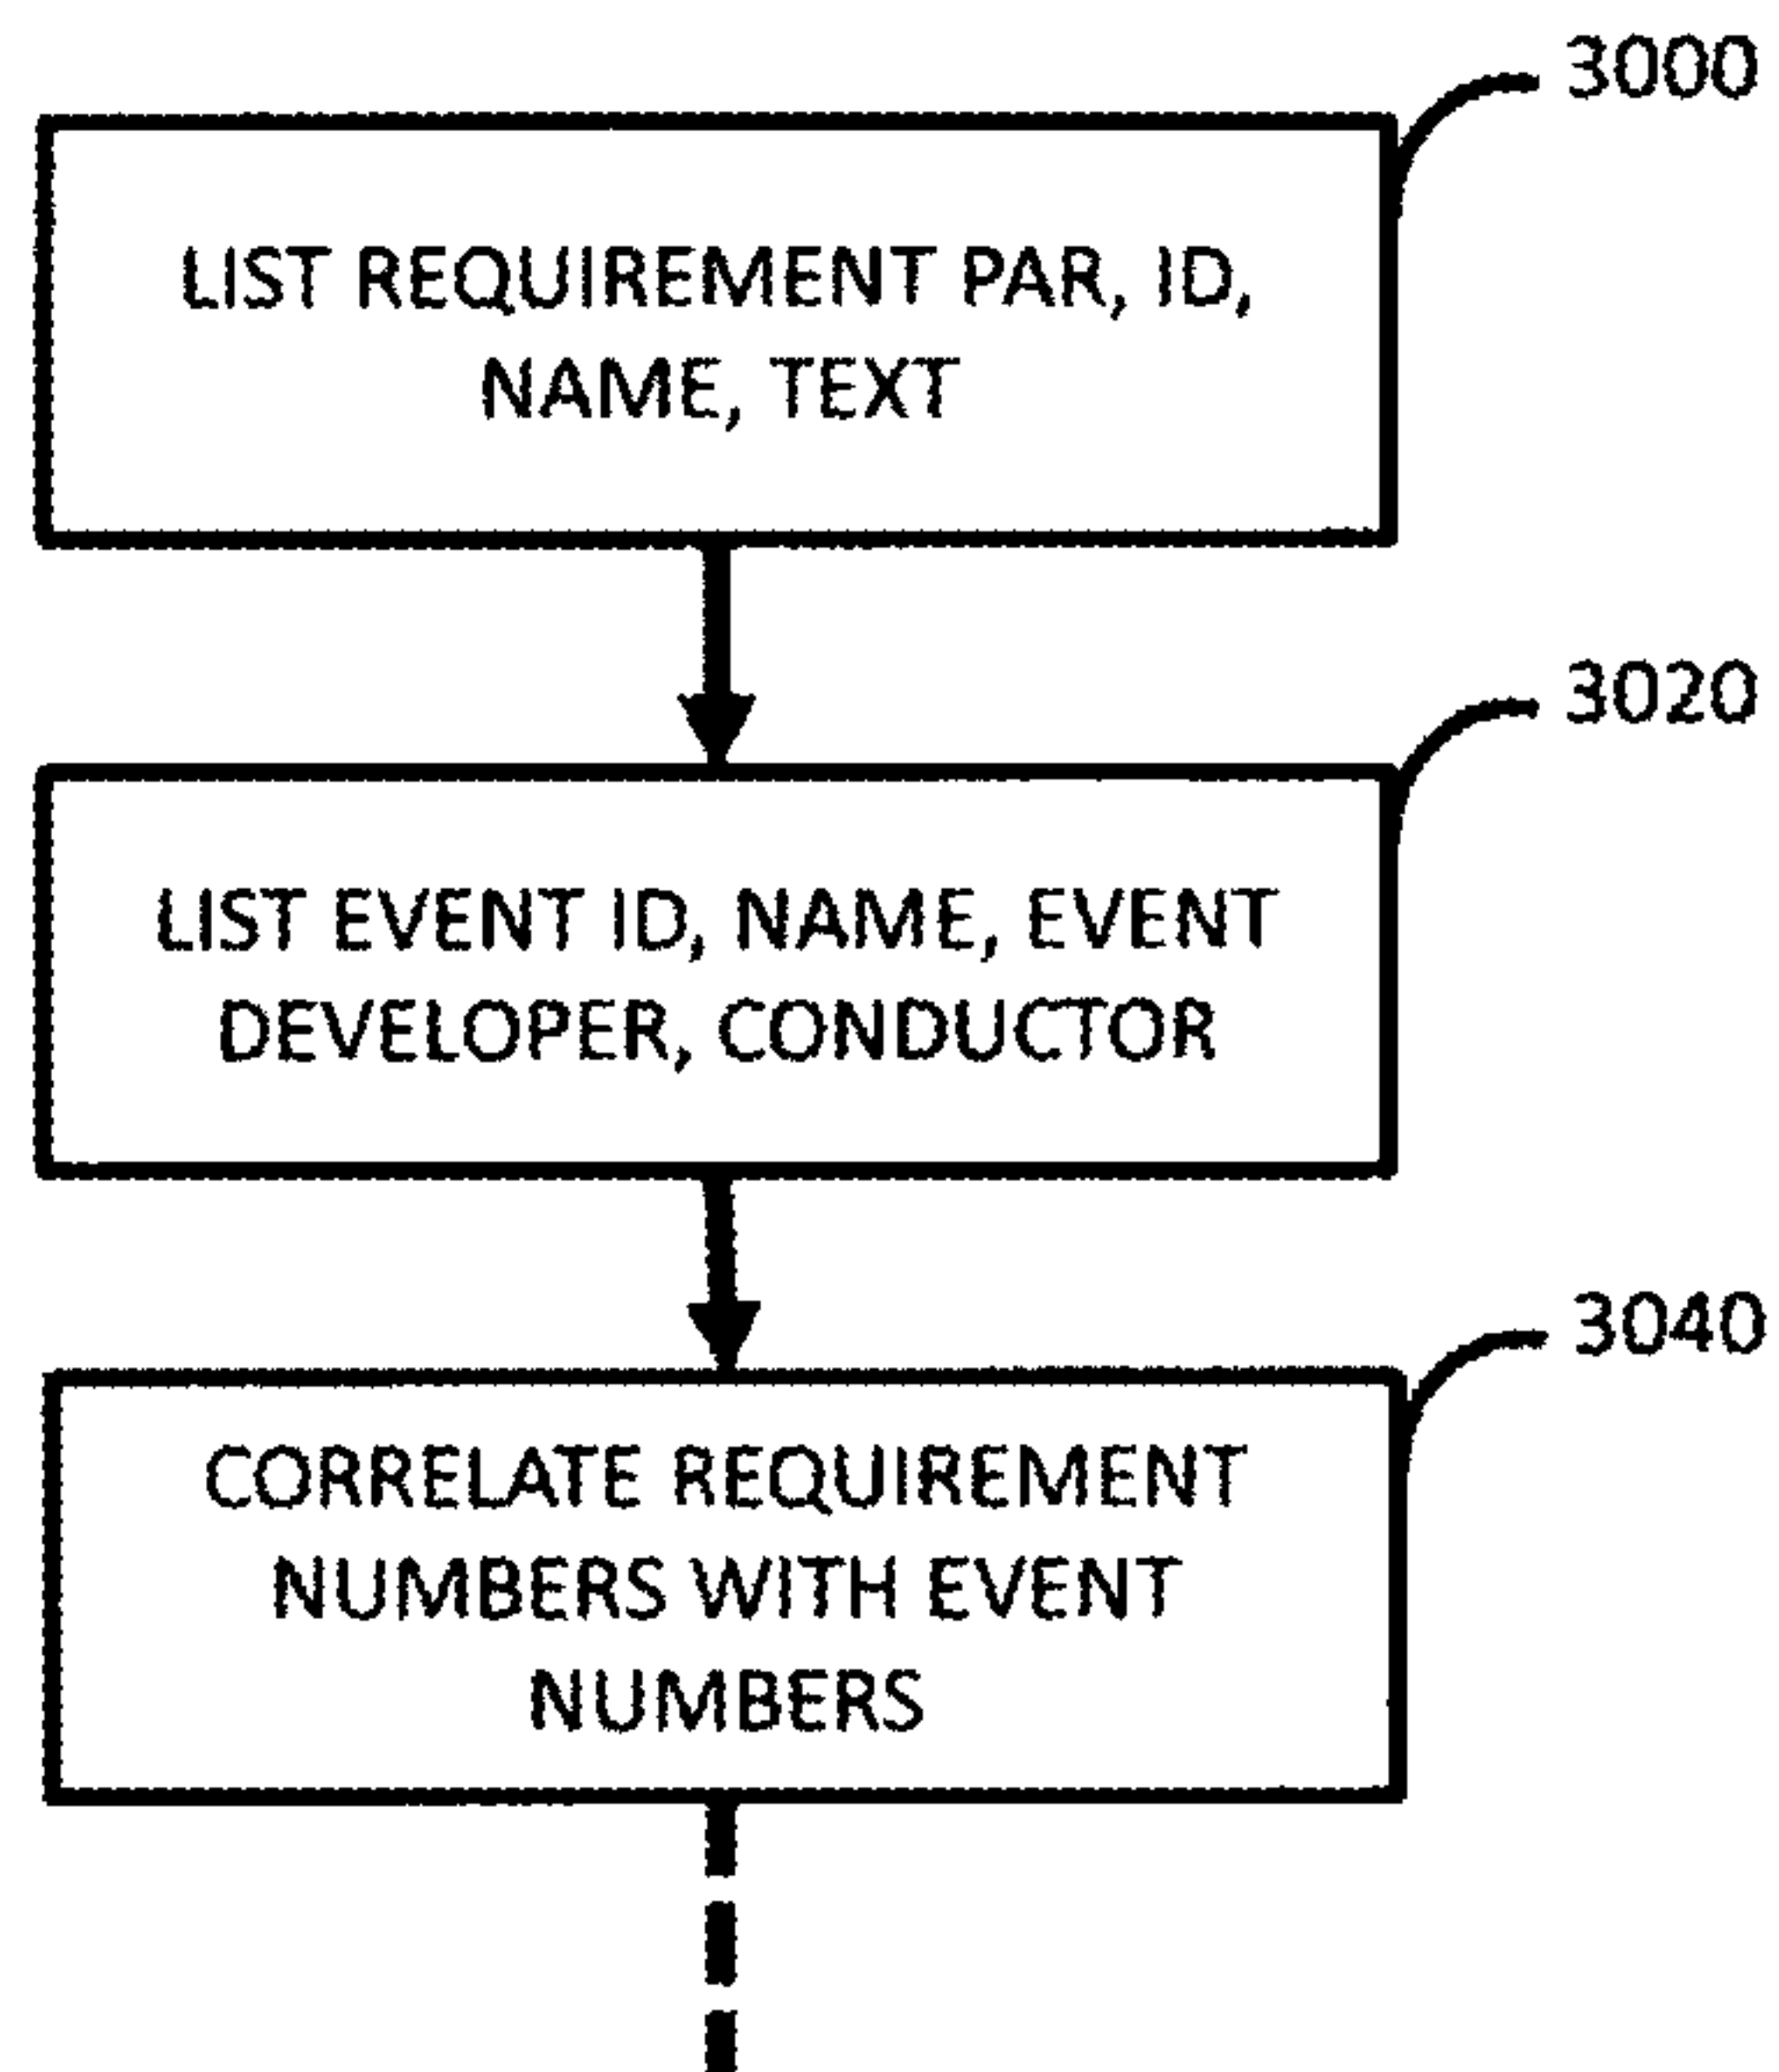 3000
LIST REQUIREMENT PAR, ID,
NAME, TEXT
3020
LIST EVENT ID, NAME, EVENT
DEVELOPER, CONDUCTOR
3040
CORRELATE REQUIREMENT
NUMBERS WITH EVENT
NUMBERS